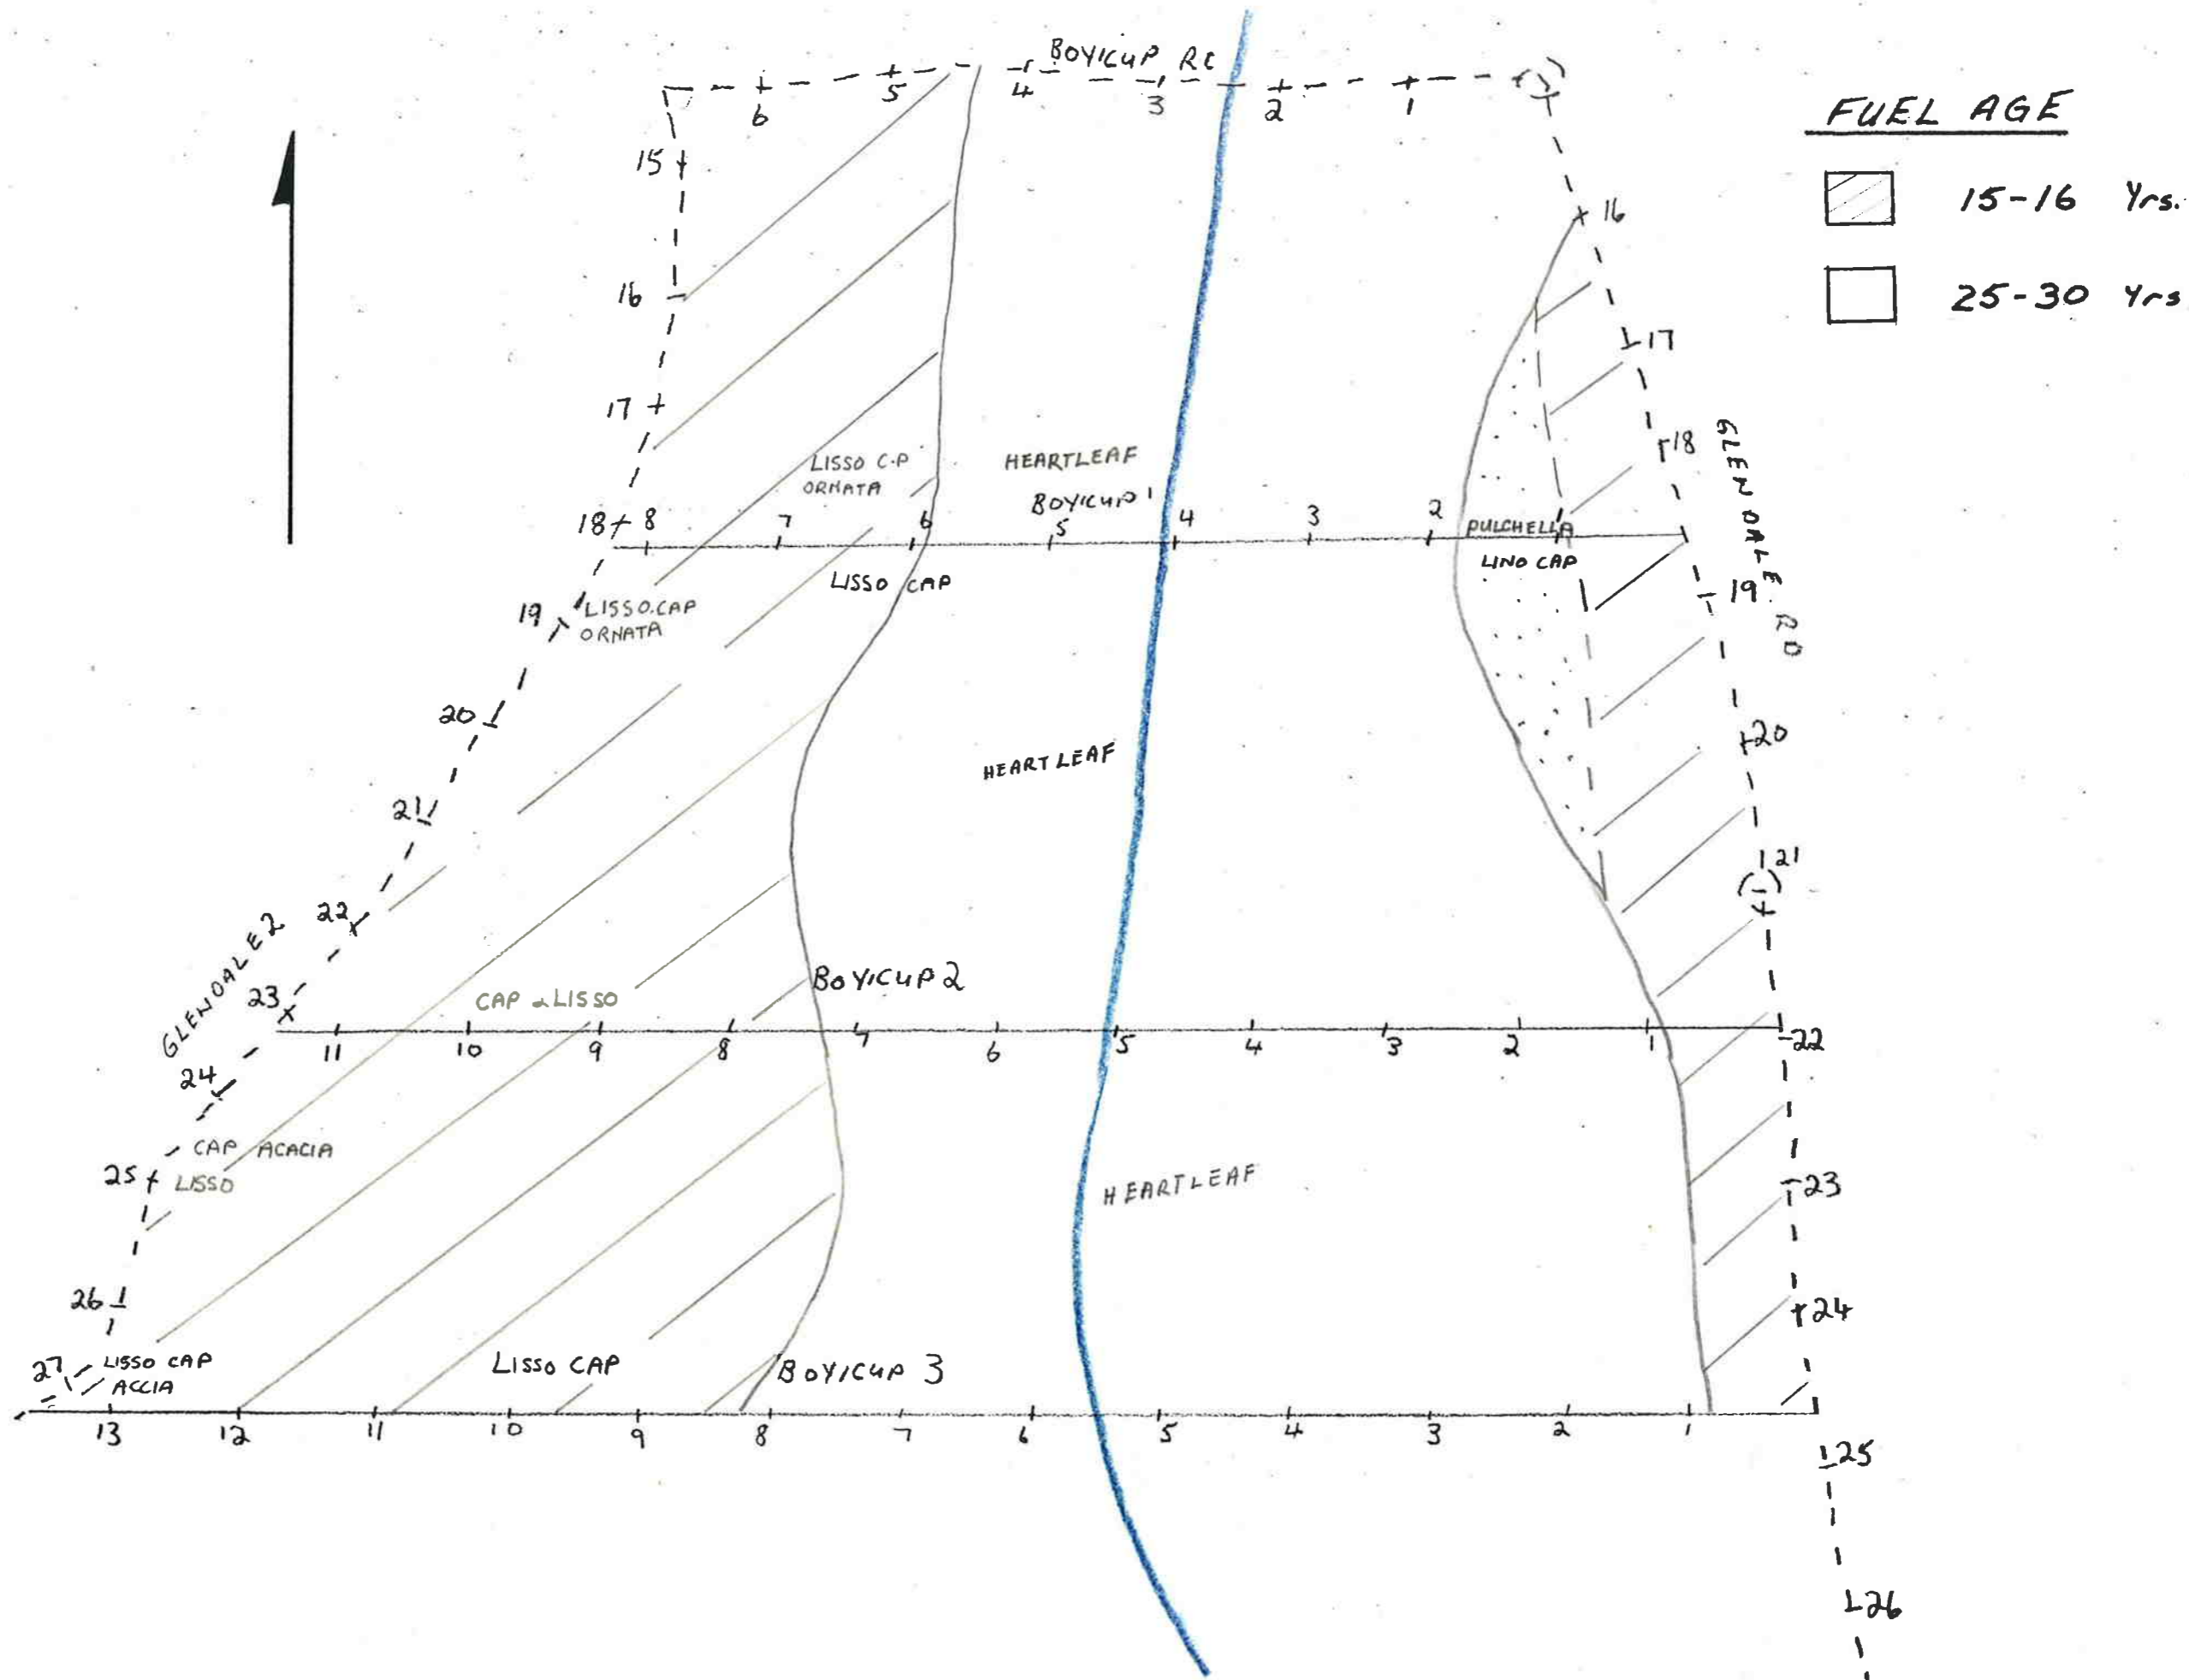 BOYICUP RD
6 5 4 3 2 1
FUEL AGE
15-16 Yrs.
25-30 Yrs
15
16
17
18
16
17
18
GLENDALE RD
LISSO C.P
ORNATA
HEARTLEAF
BOYICUP 1
8 7 6 5 4 3 2
PULCHELLA
LINO CAP
LISSO CAP
19
LISSO.CAP
ORNATA
19
20
20
HEARTLEAF
21
21
22
GLENDALE 2
23
CAP & LISSO
BOYICUP 2
11 10 9 8 7 6 5 4 3 2 1
22
24
CAP ACACIA
25
LISSO
HEARTLEAF
23
26
24
27
LISSO CAP
ACCIA
LISSO CAP
BOYICUP 3
13 12 11 10 9 8 7 6 5 4 3 2 1
25
26